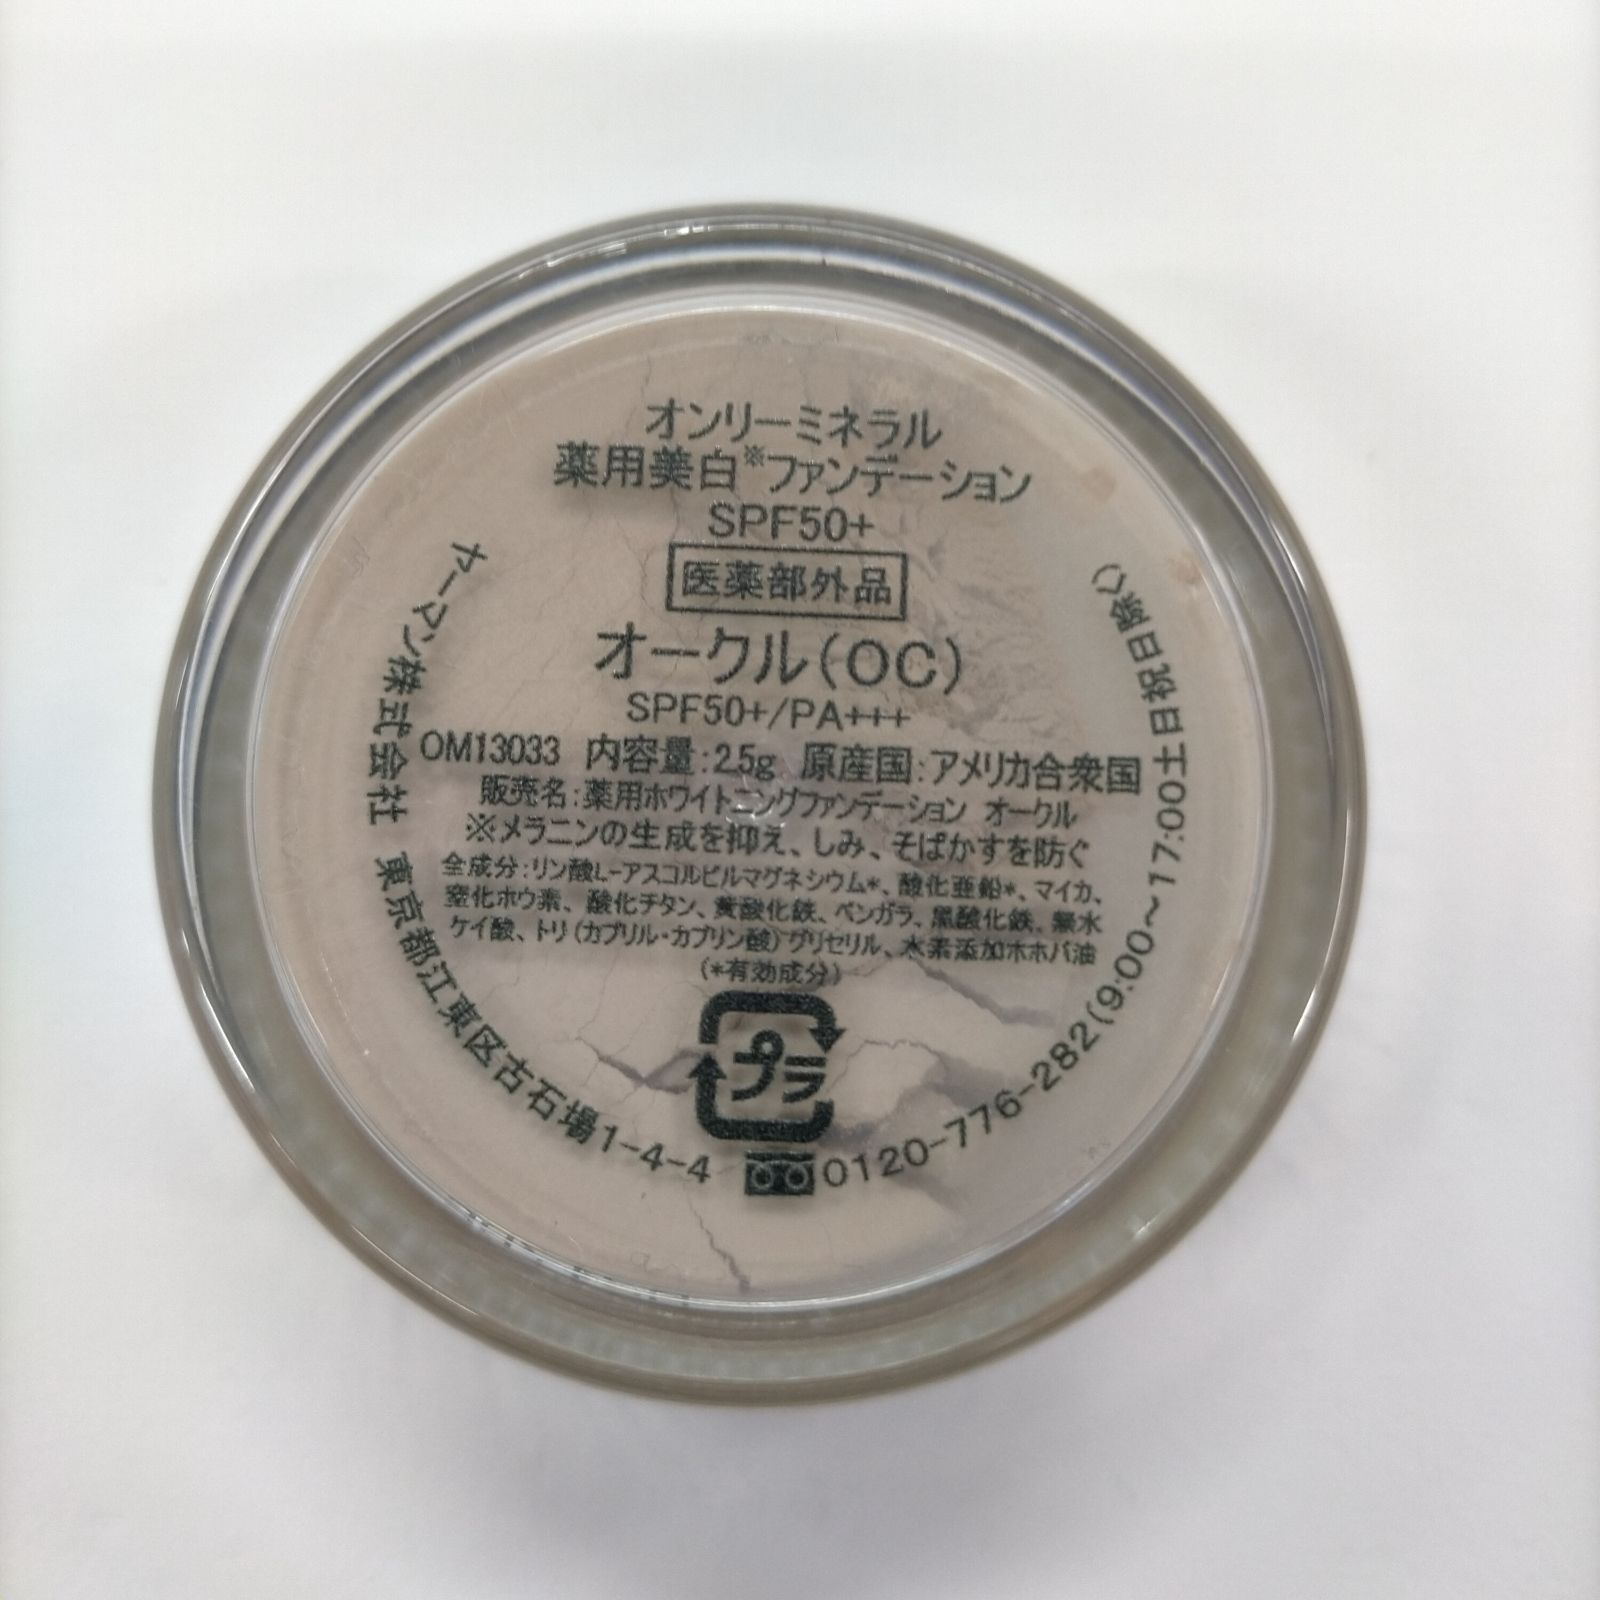 オンリーミネラル
薬用美白※ファンデーション
SPF50+
医薬部外品
オークル(OC)
SPF50+/PA+++
OM13033 内容量:2.5g 原産国:アメリカ合衆国
販売名:薬用ホワイトニングファンデーション オークル
※メラニンの生成を抑え、しみ、そばかすを防ぐ
全成分:リン酸L-アスコルビルマグネシウム*、酸化亜鉛*、マイカ、
窒化ホウ素、酸化チタン、黄酸化鉄、ベンガラ、黒酸化鉄、無水
ケイ酸、トリ(カプリル・カプリン酸)グリセリル、水素添加ホホバ油
(*有効成分)
プラ
ヤーマン株式会社 東京都江東区古石場1-4-4 0120-776-282(9:00~17:00土日祝日除く)